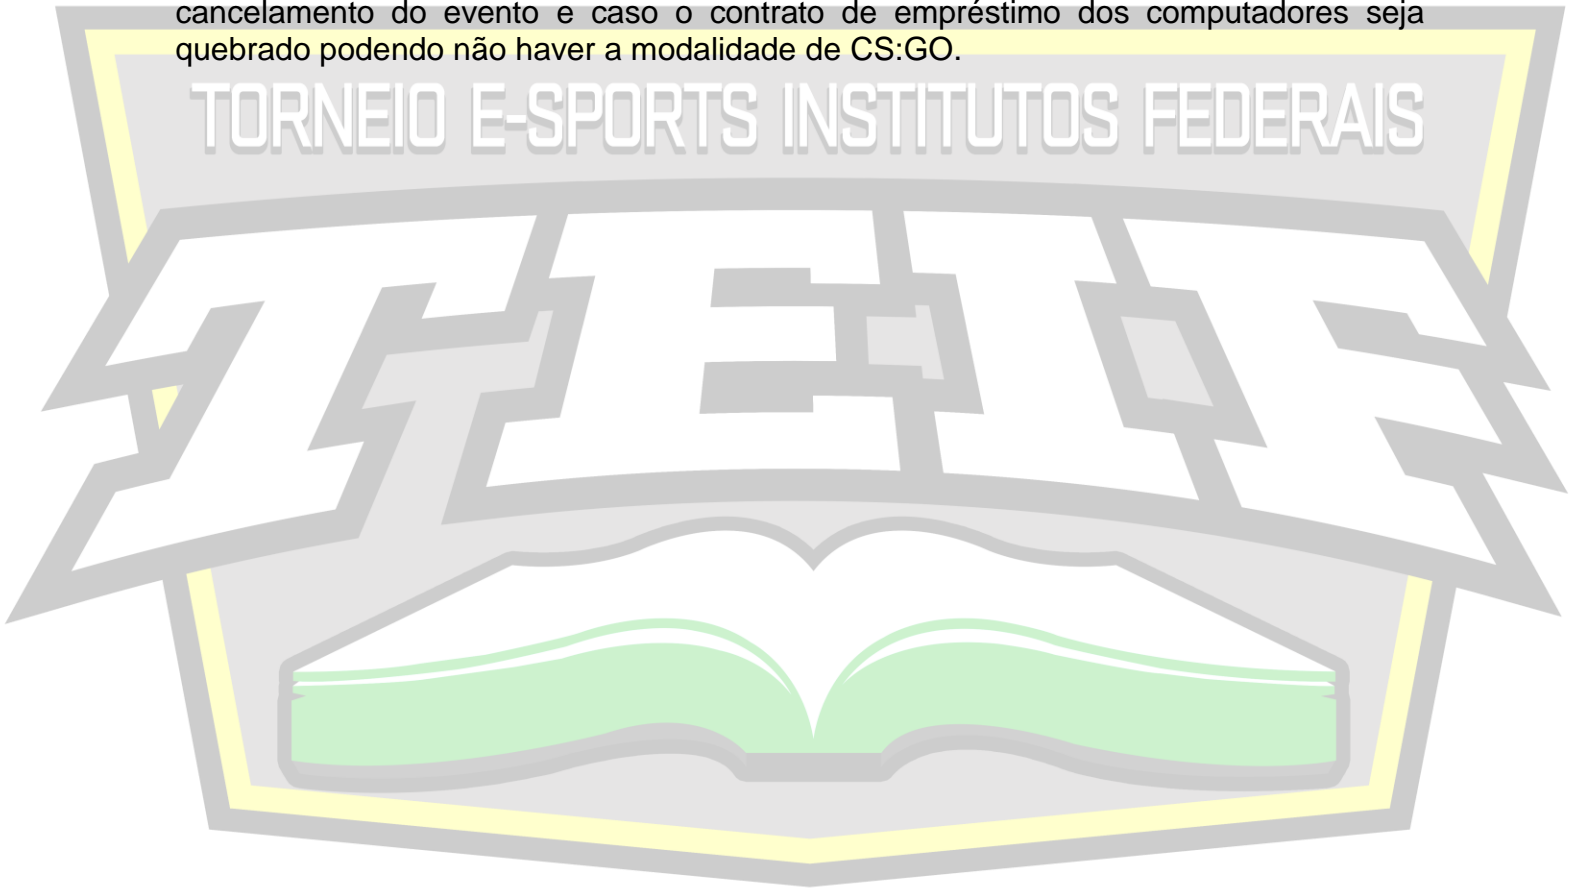 cancelamento do evento e caso o contrato de empréstimo dos computadores seja
quebrado podendo não haver a modalidade de CS:GO.
TORNEIO E-SPORTS INSTITUTOS FEDERAIS
TEIF